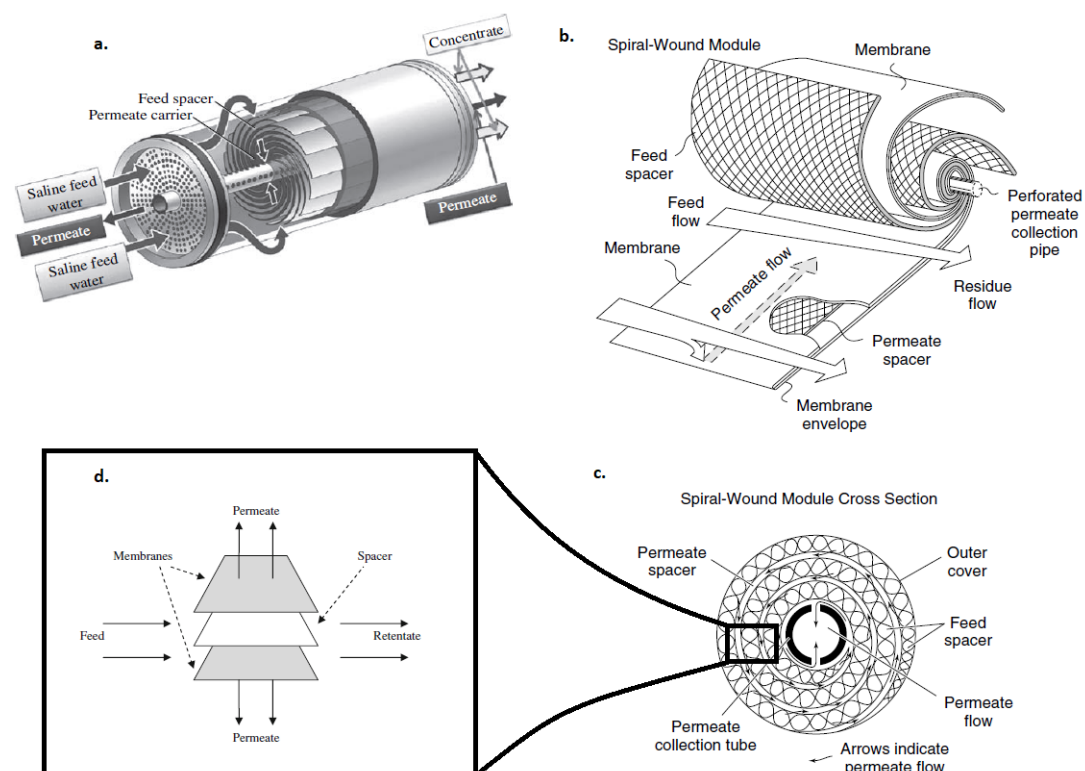 a.
Concentrate
Feed spacer
Permeate carrier
Saline feed
water
Permeate
Saline feed
water
Permeate
b.
Spiral-Wound Module
Membrane
Feed
spacer
Perforated
permeate
collection
pipe
Feed
flow
Membrane
Permeate flow
Residue
flow
Permeate
spacer
Membrane
envelope
d.
Permeate
Membranes
Spacer
Feed
Retentate
Permeate
c.
Spiral-Wound Module Cross Section
Permeate
spacer
Outer
cover
Feed
spacer
Permeate
flow
Permeate
collection tube
Arrows indicate
permeate flow